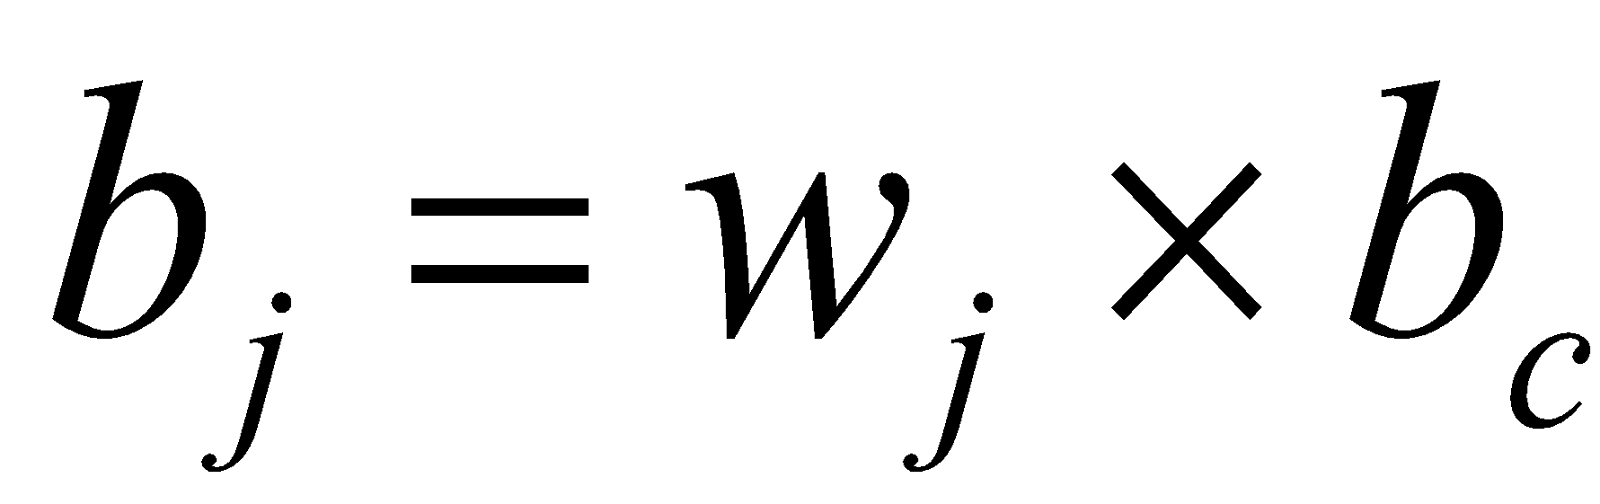 b_j = w_j × b_c